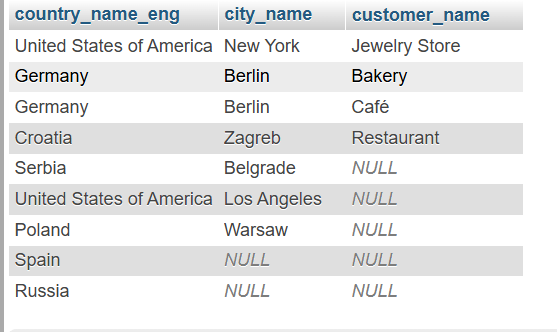 country_name_eng city_name customer_name
United States of America New York Jewelry Store
Germany Berlin Bakery
Germany Berlin Café
Croatia Zagreb Restaurant
Serbia Belgrade NULL
United States of America Los Angeles NULL
Poland Warsaw NULL
Spain NULL NULL
Russia NULL NULL